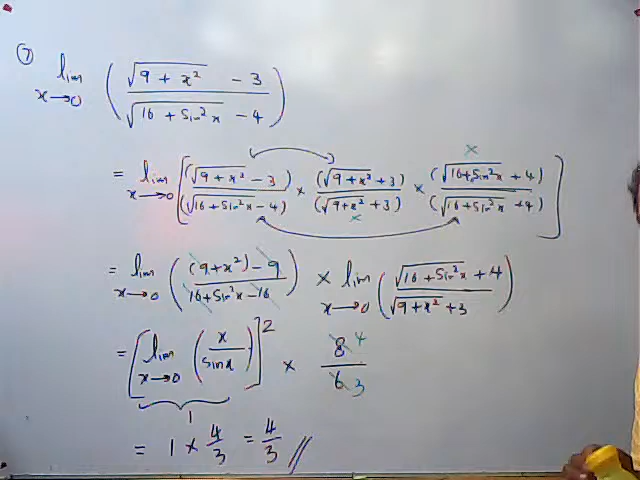 ⑦ lim x→0 ( (√(9 + x²) - 3) / (√(16 + Sin²x) - 4) )
= lim x→0 [ (√(9 + x²) - 3) / (√(16 + Sin²x) - 4) × (√(9 + x²) + 3) / (√(9 + x²) + 3) × (√(16 + Sin²x) + 4) / (√(16 + Sin²x) + 4) ]
= lim x→0 ( ((9 + x²) - 9) / (16 + Sin²x - 16) ) × lim x→0 ( (√(16 + Sin²x) + 4) / (√(9 + x²) + 3) )
= [ lim x→0 ( x / sin x ) ]² × 8 4 / 6 3
1
= 1 × 4/3 = 4/3 //